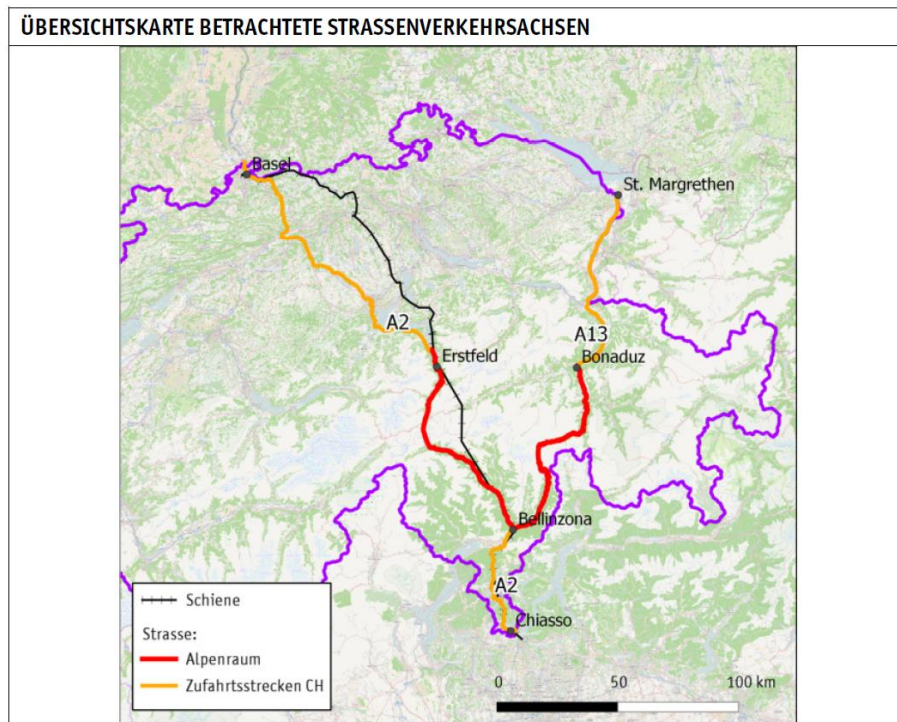 ÜBERSICHTSKARTE BETRACHTETE STRASSENVERKEHRSACHSEN
Basel
St. Margrethen
A2
A13
Erstfeld
Bonaduz
Bellinzona
A2
Chiasso
Schiene
Strasse:
Alpenraum
Zufahrtsstrecken CH
0 50 100 km